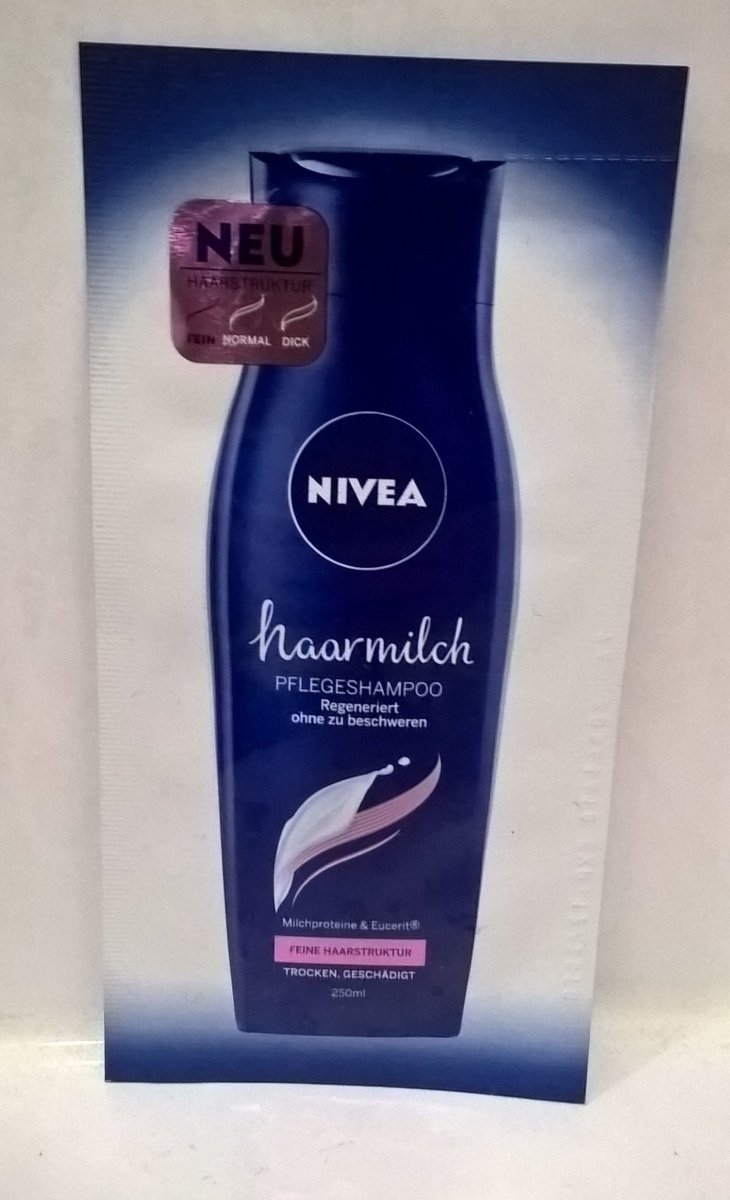 NEU
HAARSTRUKTUR
FEIN NORMAL DICK
NIVEA
haarmilch
PFLEGESHAMPOO
Regeneriert
ohne zu beschweren
Milchproteine & Eucerit®
FEINE HAARSTRUKTUR
TROCKEN, GESCHÄDIGT
250ml